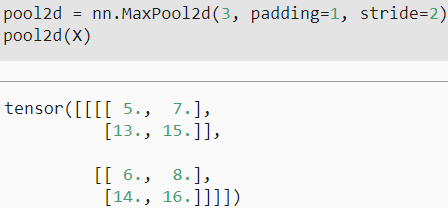 pool2d = nn.MaxPool2d(3, padding=1, stride=2)
pool2d(X)
tensor([[[[ 5.,  7.],
          [13., 15.]],
         [[ 6.,  8.],
          [14., 16.]]]])